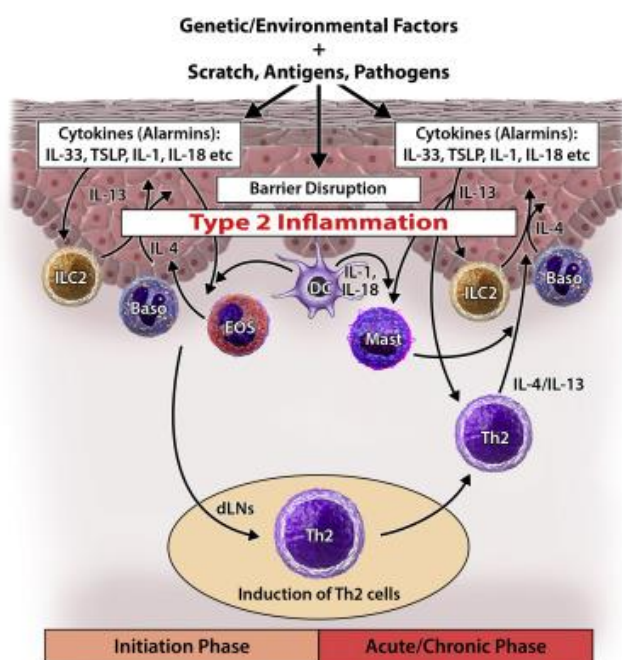 Genetic/Environmental Factors
+
Scratch, Antigens, Pathogens
Cytokines (Alarmins):
IL-33, TSLP, IL-1, IL-18 etc
Cytokines (Alarmins):
IL-33, TSLP, IL-1, IL-18 etc
Barrier Disruption
IL-13
IL-13
Type 2 Inflammation
IL-4
IL-4
ILC2
Baso
EOS
DC
IL-1,
IL-18
Mast
ILC2
Baso
IL-4/IL-13
Th2
dLNs
Th2
Induction of Th2 cells
Initiation Phase
Acute/Chronic Phase